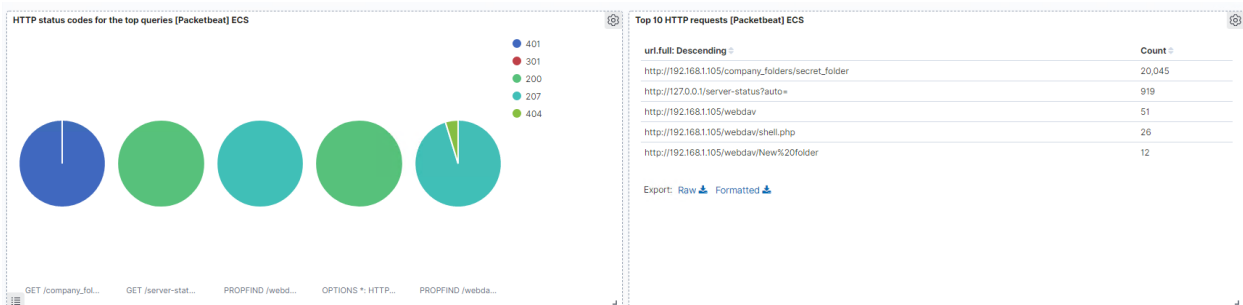 HTTP status codes for the top queries [Packetbeat] ECS
401
301
200
207
404
GET /company_fol...
GET /server-stat...
PROPFIND /webd...
OPTIONS *: HTTP...
PROPFIND /webda...
Top 10 HTTP requests [Packetbeat] ECS
url.full: Descending Count
http://192.168.1.105/company_folders/secret_folder 20,045
http://127.0.0.1/server-status?auto= 919
http://192.168.1.105/webdav 51
http://192.168.1.105/webdav/shell.php 26
http://192.168.1.105/webdav/New%20folder 12
Export: Raw Formatted